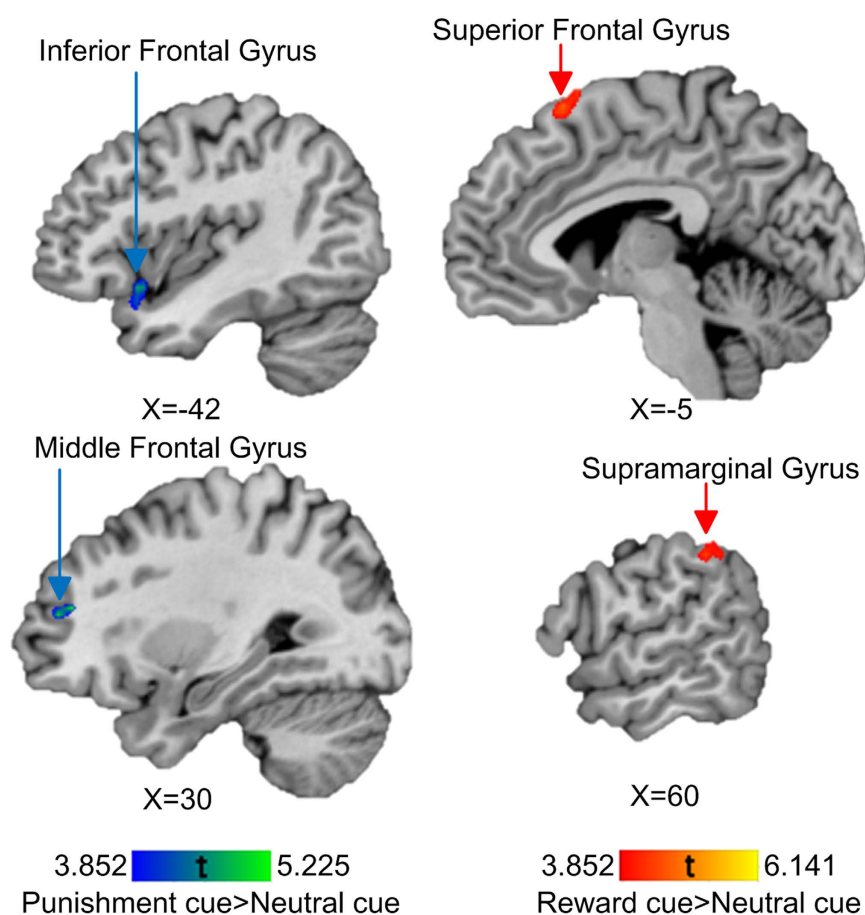 Inferior Frontal Gyrus
Superior Frontal Gyrus
X=-42
X=-5
Middle Frontal Gyrus
Supramarginal Gyrus
X=30
X=60
3.852 t 5.225
Punishment cue>Neutral cue
3.852 t 6.141
Reward cue>Neutral cue